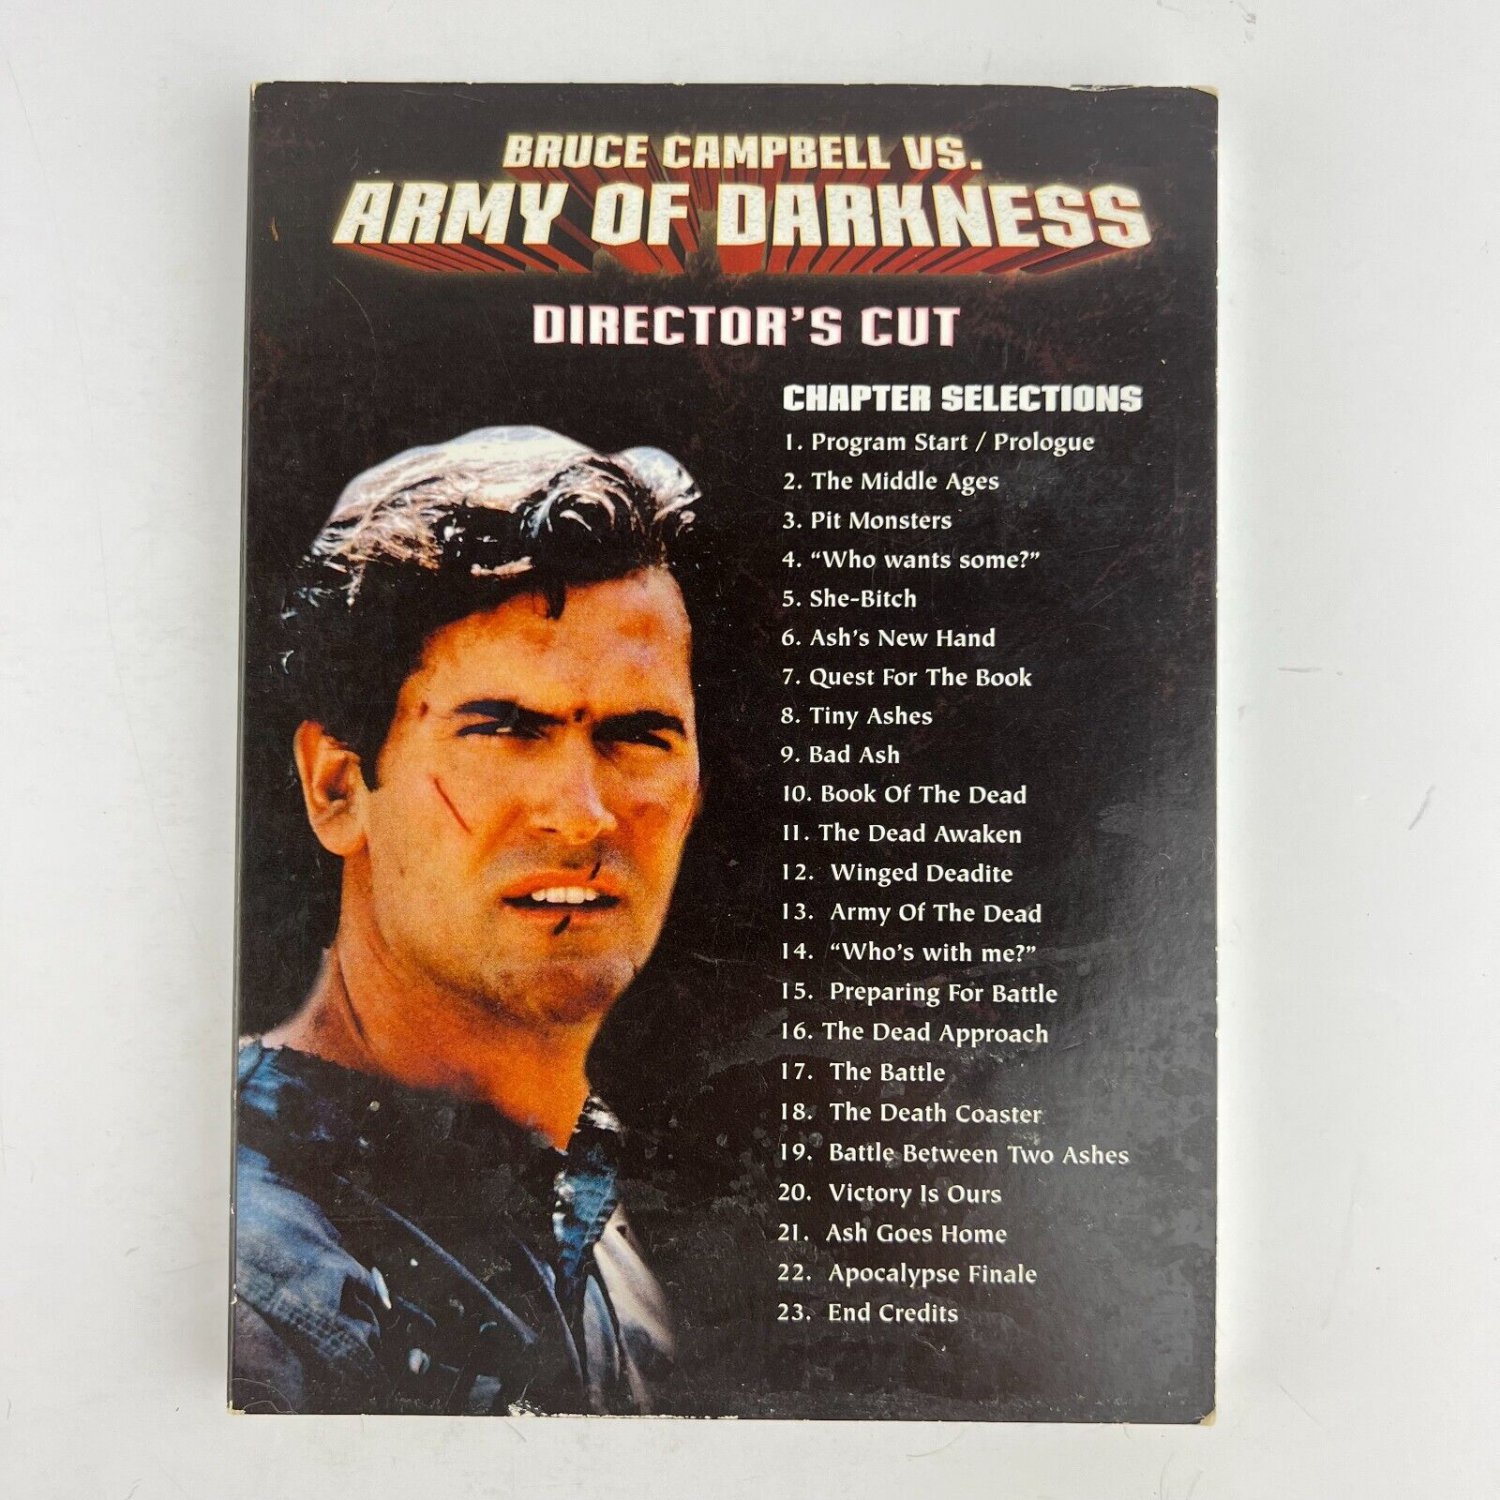 BRUCE CAMPBELL VS.
ARMY OF DARKNESS
DIRECTOR'S CUT
CHAPTER SELECTIONS
1. Program Start / Prologue
2. The Middle Ages
3. Pit Monsters
4. “Who wants some?”
5. She-Bitch
6. Ash's New Hand
7. Quest For The Book
8. Tiny Ashes
9. Bad Ash
10. Book Of The Dead
11. The Dead Awaken
12. Winged Deadite
13. Army Of The Dead
14. “Who's with me?”
15. Preparing For Battle
16. The Dead Approach
17. The Battle
18. The Death Coaster
19. Battle Between Two Ashes
20. Victory Is Ours
21. Ash Goes Home
22. Apocalypse Finale
23. End Credits